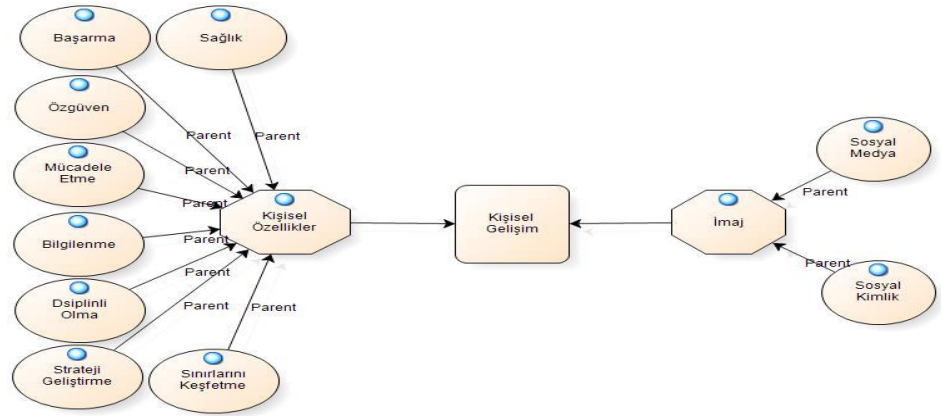 Başarma
Sağlık
Özgüven
Mücadele
Etme
Bilgilenme
Dsiplinli
Olma
Strateji
Geliştirme
Sınırlarını
Keşfetme
Parent
Parent
Parent
Parent
Parent
Parent
Parent
Parent
Kişisel
Özellikler
Kişisel
Gelişim
İmaj
Sosyal
Medya
Parent
Parent
Sosyal
Kimlik